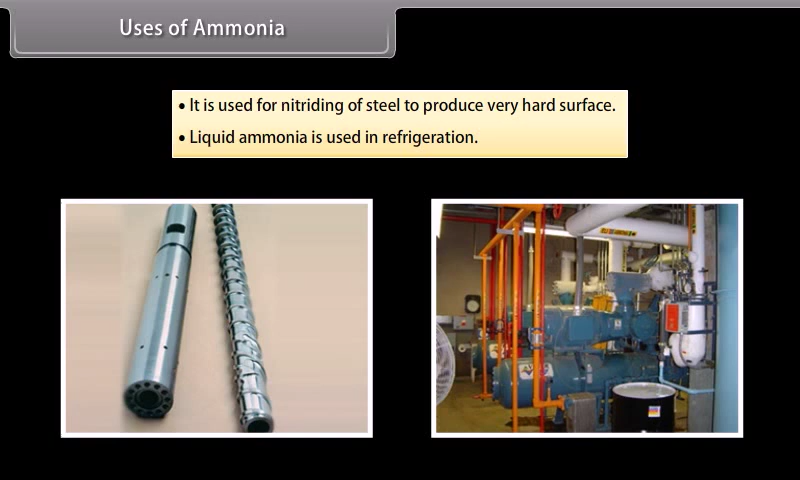 Uses of Ammonia
• It is used for nitriding of steel to produce very hard surface.
• Liquid ammonia is used in refrigeration.